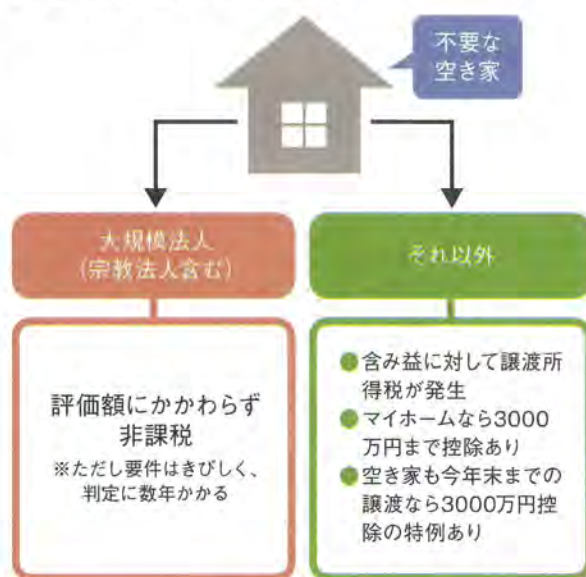 不要な
空き家
大規模法人
(宗教法人含む)
評価額にかかわらず
非課税
※ただし要件はきびしく、
判定に数年かかる
それ以外
●含み益に対して譲渡所
得税が発生
●マイホームなら3000
万円まで控除あり
●空き家も今年末までの
譲渡なら3000万円控
除の特例あり